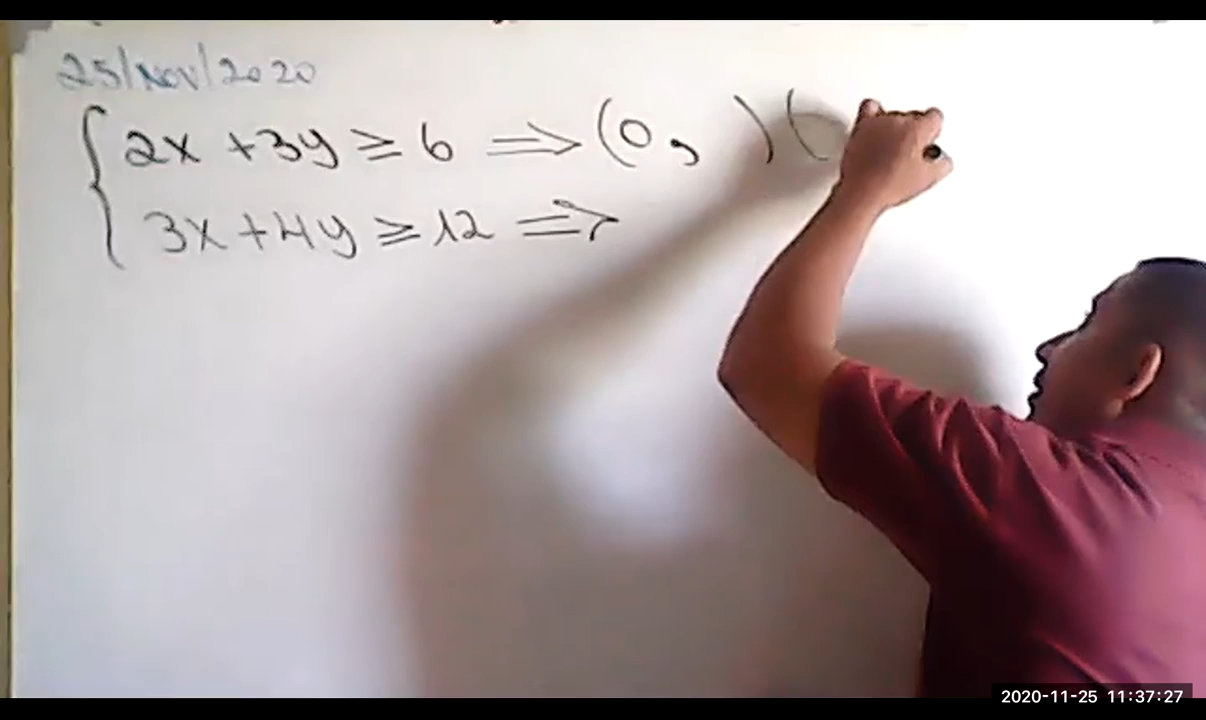 25/Nov/2020
2x + 3y ≥ 6 ⟹ (0, ) (
3x + 4y ≥ 12 ⟹
2020-11-25 11:37:27